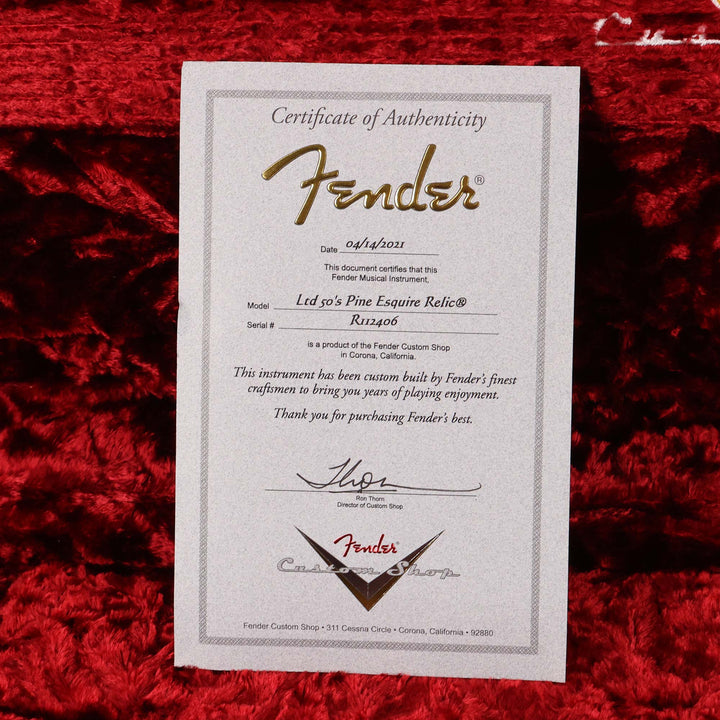 Certificate of Authenticity
Fender®
Date 04/14/2021
This document certifies that this
Fender Musical Instrument,
Model Ltd 50's Pine Esquire Relic®
Serial # R112406
is a product of the Fender Custom Shop
in Corona, California.
This instrument has been custom built by Fender's finest
craftsmen to bring you years of playing enjoyment.
Thank you for purchasing Fender's best.
Thorn
Ron Thorn
Director of Custom Shop
Fender®
Custom Shop
Fender Custom Shop • 311 Cessna Circle • Corona, California • 92880